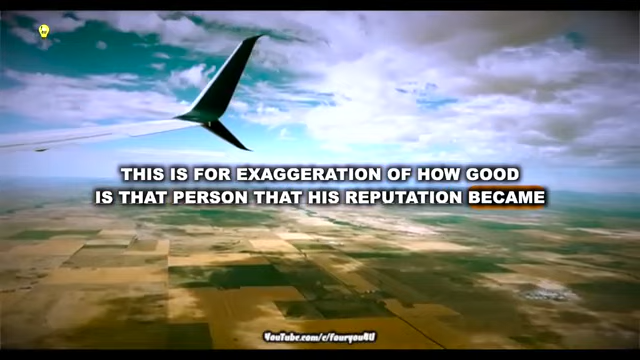 THIS IS FOR EXAGGERATION OF HOW GOOD
IS THAT PERSON THAT HIS REPUTATION BECAME
YouTube.com/c/Fouryou4U